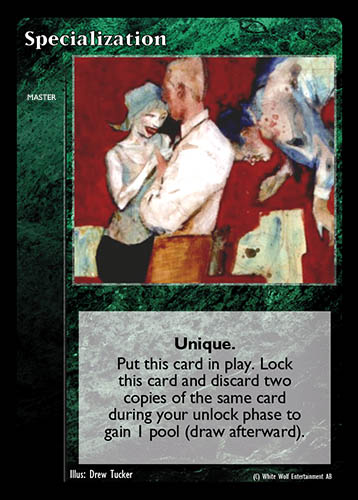 Specialization
MASTER
Unique.
Put this card in play. Lock
this card and discard two
copies of the same card
during your unlock phase to
gain 1 pool (draw afterward).
Illus: Drew Tucker
(C) White Wolf Entertainment AB